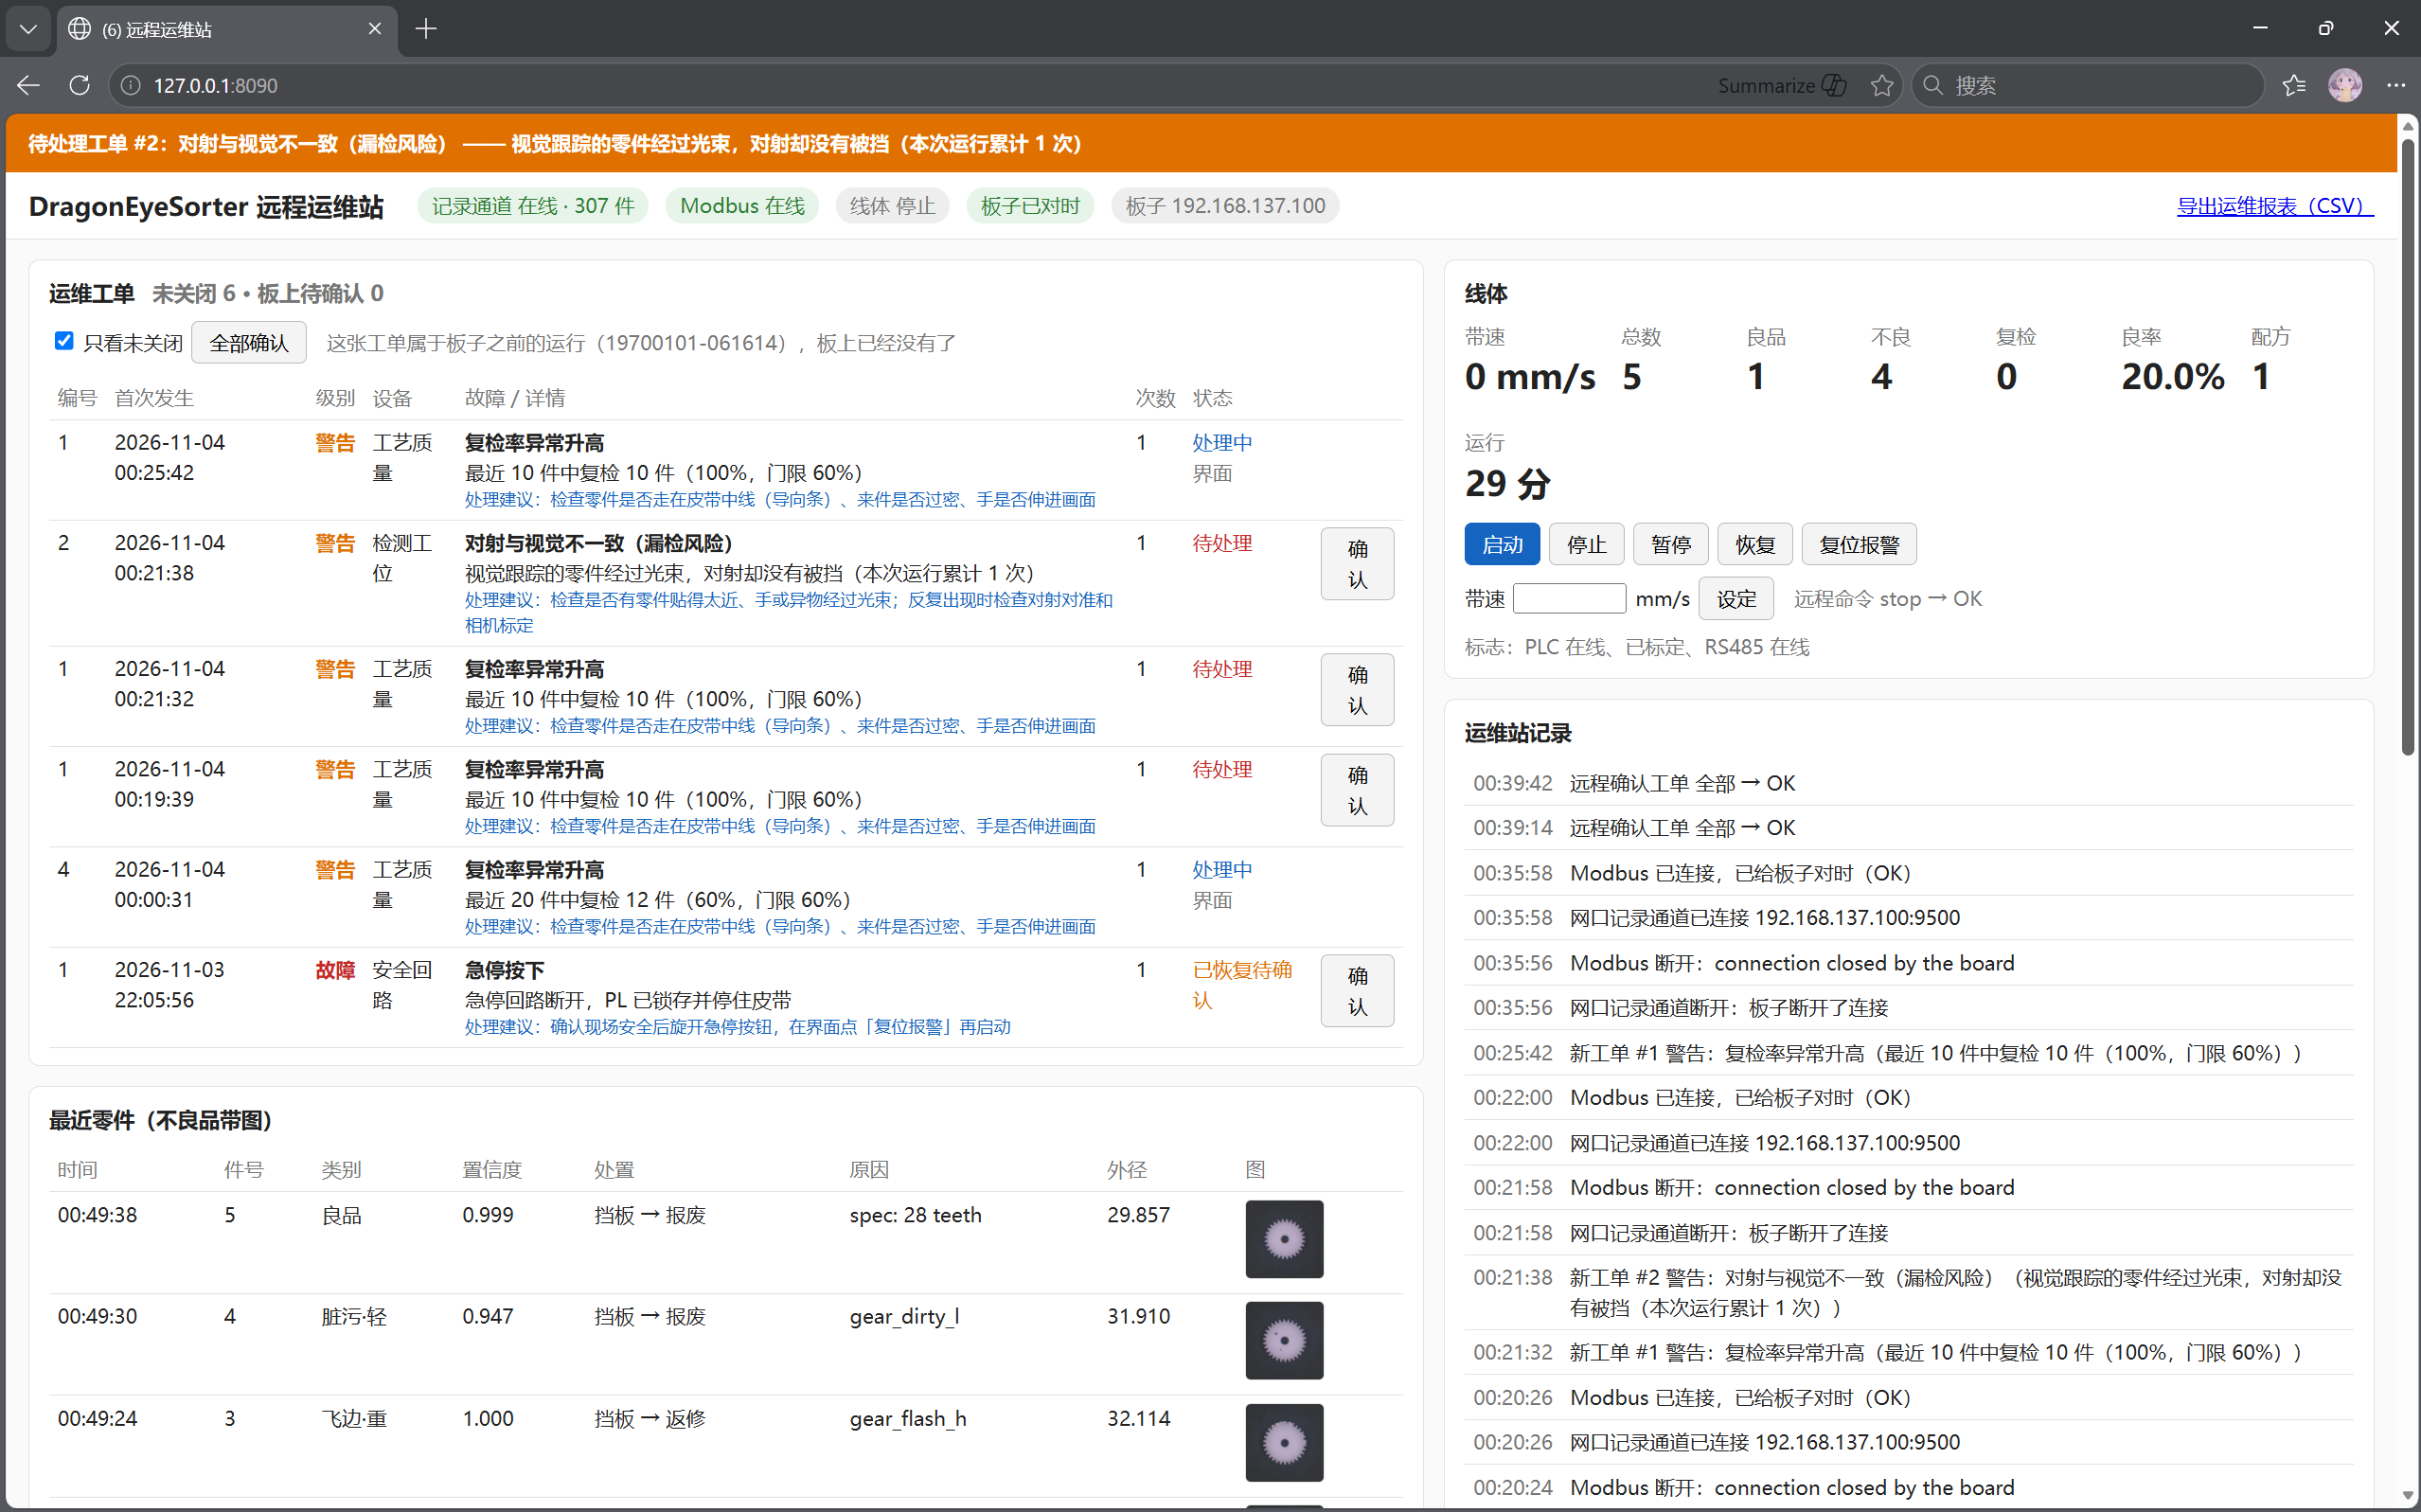 (6) 远程运维站
127.0.0.1:8090
Summarize
搜索
待处理工单 #2：对射与视觉不一致（漏检风险） —— 视觉跟踪的零件经过光束，对射却没有被挡（本次运行累计 1 次）
DragonEyeSorter 远程运维站
记录通道 在线 · 307 件
Modbus 在线
线体 停止
板子已对时
板子 192.168.137.100
导出运维报表（CSV）
运维工单 未关闭 6 • 板上待确认 0
只看未关闭
全部确认
这张工单属于板子之前的运行（19700101-061614），板上已经没有了
编号 首次发生 级别 设备 故障 / 详情 次数 状态
1 2026-11-04 警告 工艺质 复检率异常升高 1 处理中
00:25:42 量 最近 10 件中复检 10 件（100%，门限 60%） 界面
处理建议：检查零件是否走在皮带中线（导向条）、来件是否过密、手是否伸进画面
2 2026-11-04 警告 检测工 对射与视觉不一致（漏检风险） 1 待处理 确
00:21:38 位 视觉跟踪的零件经过光束，对射却没有被挡（本次运行累计 1 次） 认
处理建议：检查是否有零件贴得太近、手或异物经过光束；反复出现时检查对射对准和
相机标定
1 2026-11-04 警告 工艺质 复检率异常升高 1 待处理 确
00:21:32 量 最近 10 件中复检 10 件（100%，门限 60%） 认
处理建议：检查零件是否走在皮带中线（导向条）、来件是否过密、手是否伸进画面
1 2026-11-04 警告 工艺质 复检率异常升高 1 待处理 确
00:19:39 量 最近 10 件中复检 10 件（100%，门限 60%） 认
处理建议：检查零件是否走在皮带中线（导向条）、来件是否过密、手是否伸进画面
4 2026-11-04 警告 工艺质 复检率异常升高 1 处理中
00:00:31 量 最近 20 件中复检 12 件（60%，门限 60%） 界面
处理建议：检查零件是否走在皮带中线（导向条）、来件是否过密、手是否伸进画面
1 2026-11-03 故障 安全回 急停按下 1 已恢复待确 确
22:05:56 路 急停回路断开，PL 已锁存并停住皮带 认 认
处理建议：确认现场安全后旋开急停按钮，在界面点「复位报警」再启动
最近零件（不良品带图）
时间 件号 类别 置信度 处置 原因 外径 图
00:49:38 5 良品 0.999 挡板 → 报废 spec: 28 teeth 29.857
00:49:30 4 脏污·轻 0.947 挡板 → 报废 gear_dirty_l 31.910
00:49:24 3 飞边·重 1.000 挡板 → 返修 gear_flash_h 32.114
线体
带速 总数 良品 不良 复检 良率 配方
0 mm/s 5 1 4 0 20.0% 1
运行
29 分
启动 停止 暂停 恢复 复位报警
带速 mm/s 设定 远程命令 stop → OK
标志：PLC 在线、已标定、RS485 在线
运维站记录
00:39:42 远程确认工单 全部 → OK
00:39:14 远程确认工单 全部 → OK
00:35:58 Modbus 已连接，已给板子对时（OK）
00:35:58 网口记录通道已连接 192.168.137.100:9500
00:35:56 Modbus 断开：connection closed by the board
00:35:56 网口记录通道断开：板子断开了连接
00:25:42 新工单 #1 警告：复检率异常升高（最近 10 件中复检 10 件（100%，门限 60%））
00:22:00 Modbus 已连接，已给板子对时（OK）
00:22:00 网口记录通道已连接 192.168.137.100:9500
00:21:58 Modbus 断开：connection closed by the board
00:21:58 网口记录通道断开：板子断开了连接
00:21:38 新工单 #2 警告：对射与视觉不一致（漏检风险）（视觉跟踪的零件经过光束，对射却没
有被挡（本次运行累计 1 次））
00:21:32 新工单 #1 警告：复检率异常升高（最近 10 件中复检 10 件（100%，门限 60%））
00:20:26 Modbus 已连接，已给板子对时（OK）
00:20:26 网口记录通道已连接 192.168.137.100:9500
00:20:24 Modbus 断开：connection closed by the board